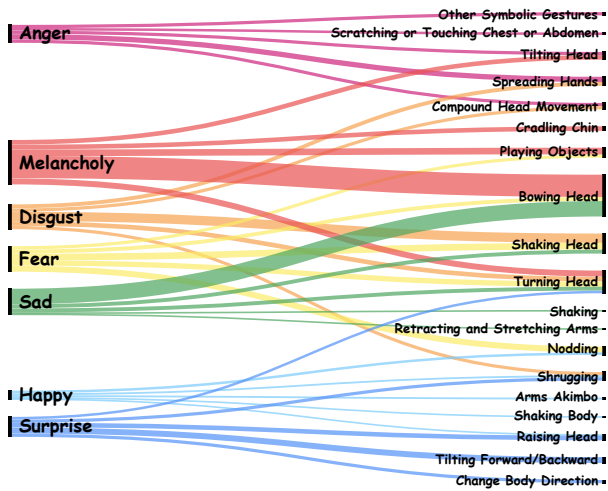 Anger
Melancholy
Disgust
Fear
Sad
Happy
Surprise
Other Symbolic Gestures
Scratching or Touching Chest or Abdomen
Tilting Head
Spreading Hands
Compound Head Movement
Cradling Chin
Playing Objects
Bowing Head
Shaking Head
Turning Head
Shaking
Retracting and Stretching Arms
Nodding
Shrugging
Arms Akimbo
Shaking Body
Raising Head
Tilting Forward/Backward
Change Body Direction